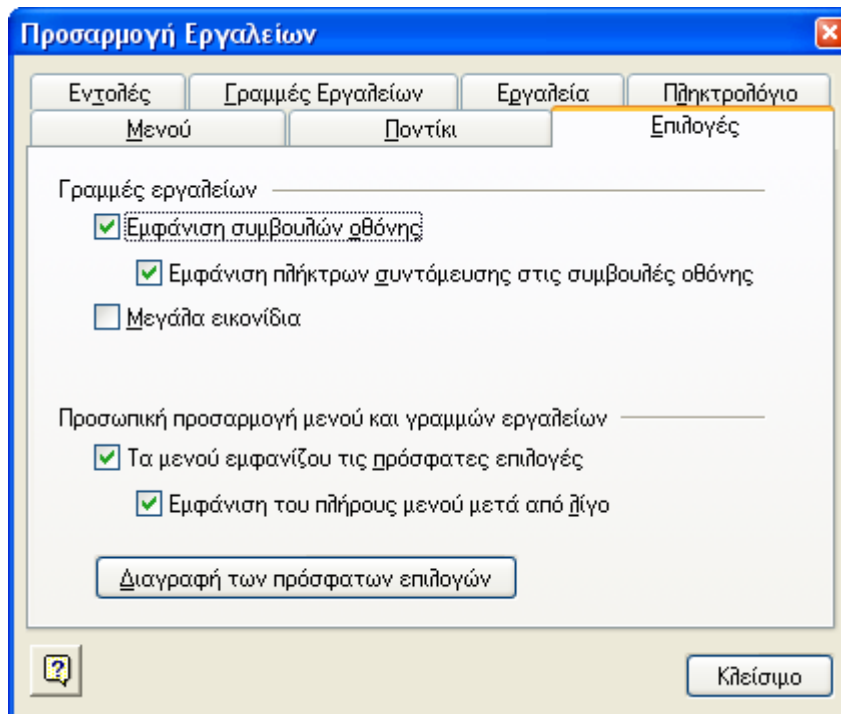 Προσαρμογή Εργαλείων
Εντολές Γραμμές Εργαλείων Εργαλεία Πληκτρολόγιο
Μενού Ποντίκι Επιλογές
Γραμμές εργαλείων
Εμφάνιση συμβουλών οθόνης
Εμφάνιση πλήκτρων συντόμευσης στις συμβουλές οθόνης
Μεγάλα εικονίδια
Προσωπική προσαρμογή μενού και γραμμών εργαλείων
Τα μενού εμφανίζου τις πρόσφατες επιλογές
Εμφάνιση του πλήρους μενού μετά από λίγο
Διαγραφή των πρόσφατων επιλογών
?
Κλείσιμο